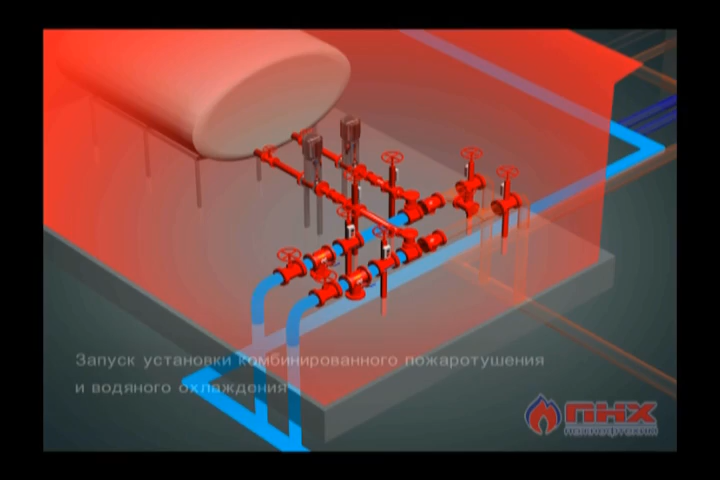 Запуск установки комбинированного пожаротушения
и водяного охлаждения
ПНХ